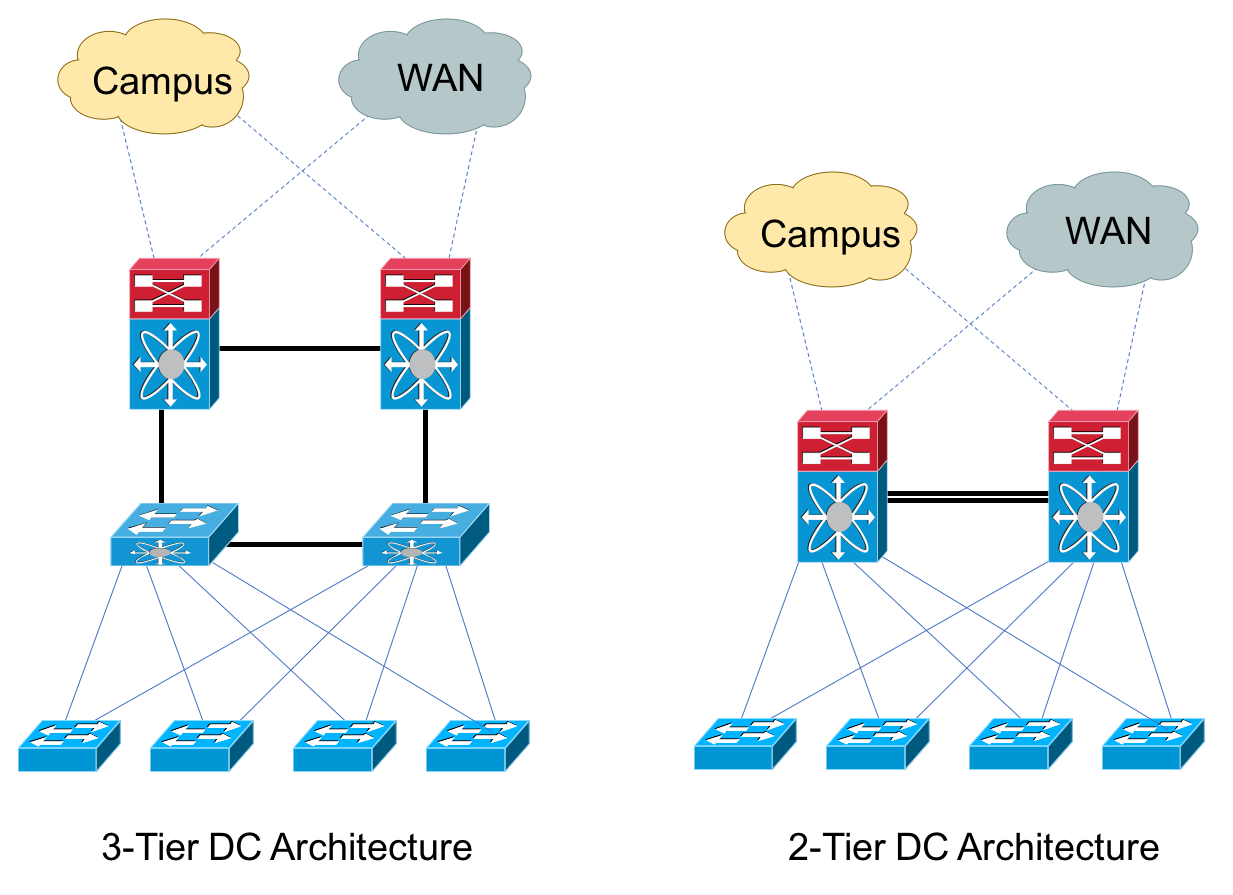 Campus
WAN
Campus
WAN
3-Tier DC Architecture
2-Tier DC Architecture